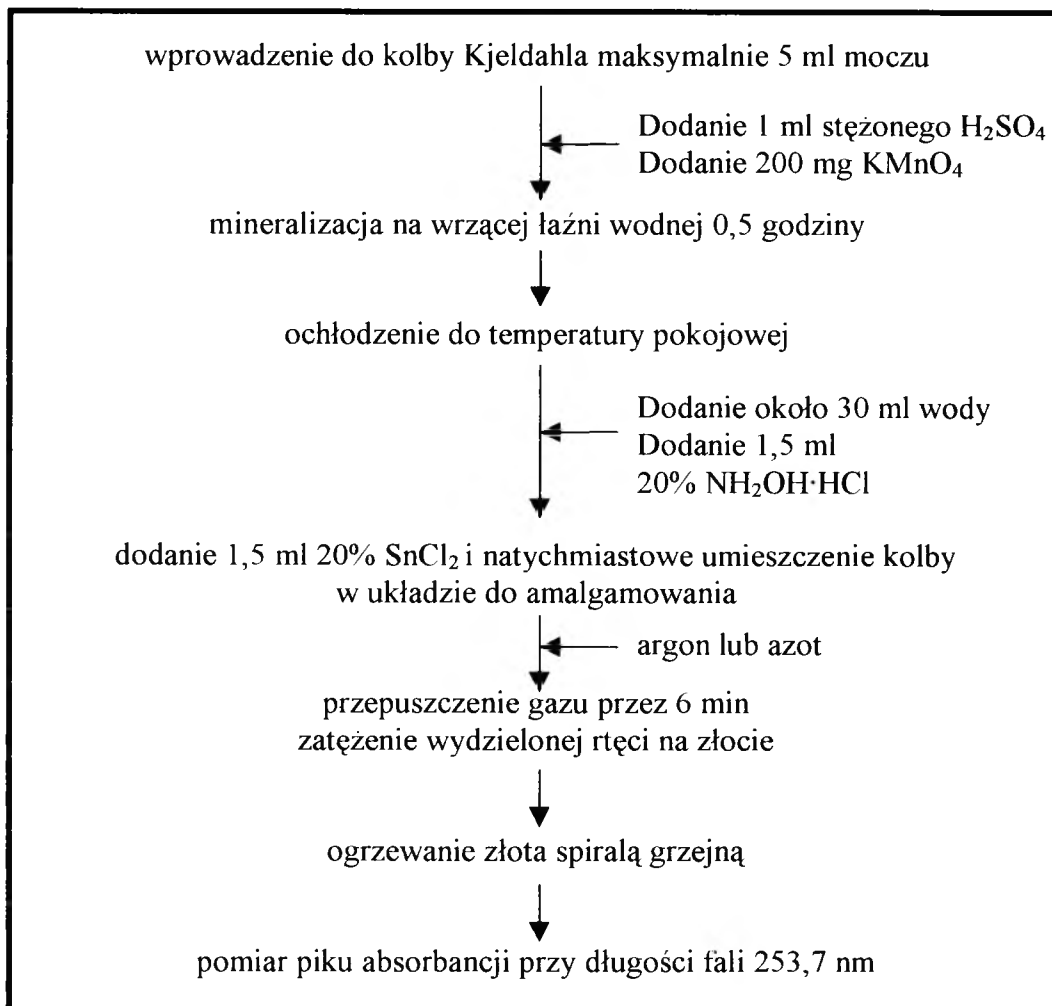 wprowadzenie do kolby Kjeldahla maksymalnie 5 ml moczu
Dodanie 1 ml stężonego H₂SO₄
Dodanie 200 mg KMnO₄
mineralizacja na wrzącej łaźni wodnej 0,5 godziny
ochłodzenie do temperatury pokojowej
Dodanie około 30 ml wody
Dodanie 1,5 ml
20% NH₂OH·HCl
dodanie 1,5 ml 20% SnCl₂ i natychmiastowe umieszczenie kolby
w układzie do amalgamowania
argon lub azot
przepuszczenie gazu przez 6 min
zatężenie wydzielonej rtęci na złocie
ogrzewanie złota spiralą grzejną
pomiar piku absorbancji przy długości fali 253,7 nm